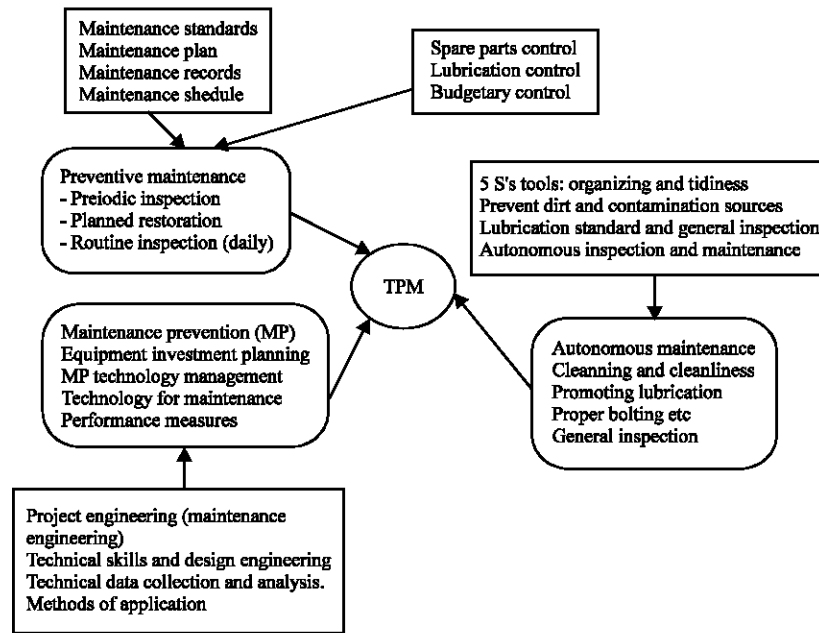 Maintenance standards
Maintenance plan
Maintenance records
Maintenance shedule
Spare parts control
Lubrication control
Budgetary control
Preventive maintenance
- Preiodic inspection
- Planned restoration
- Routine inspection (daily)
5 S's tools: organizing and tidiness
Prevent dirt and contamination sources
Lubrication standard and general inspection
Autonomous inspection and maintenance
TPM
Maintenance prevention (MP)
Equipment investment planning
MP technology management
Technology for maintenance
Performance measures
Autonomous maintenance
Cleanning and cleanliness
Promoting lubrication
Proper bolting etc
General inspection
Project engineering (maintenance
engineering)
Technical skills and design engineering
Technical data collection and analysis.
Methods of application